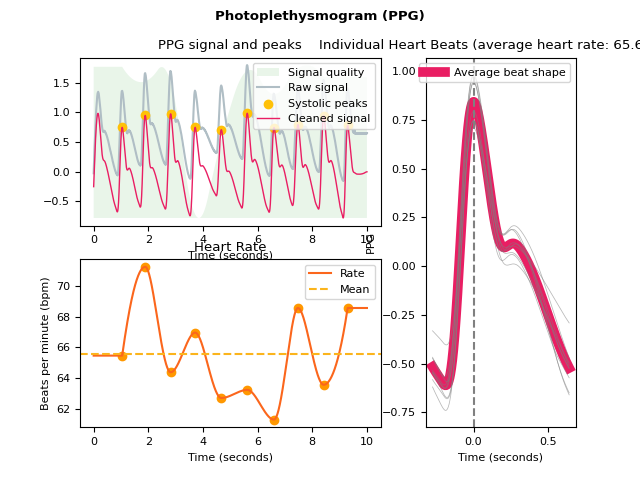 Photoplethysmogram (PPG)
PPG signal and peaks
Individual Heart Beats (average heart rate: 65.6
Signal quality
Raw signal
Systolic peaks
Cleaned signal
1.5
1.0
0.5
0.0
−0.5
0 2 4 6 8 10
Time (seconds)
Heart Rate
Rate
Mean
Beats per minute (bpm)
70
68
66
64
62
0 2 4 6 8 10
Time (seconds)
Average beat shape
PPG
1.00
0.75
0.50
0.25
0.00
−0.25
−0.50
−0.75
0.0 0.5
Time (seconds)